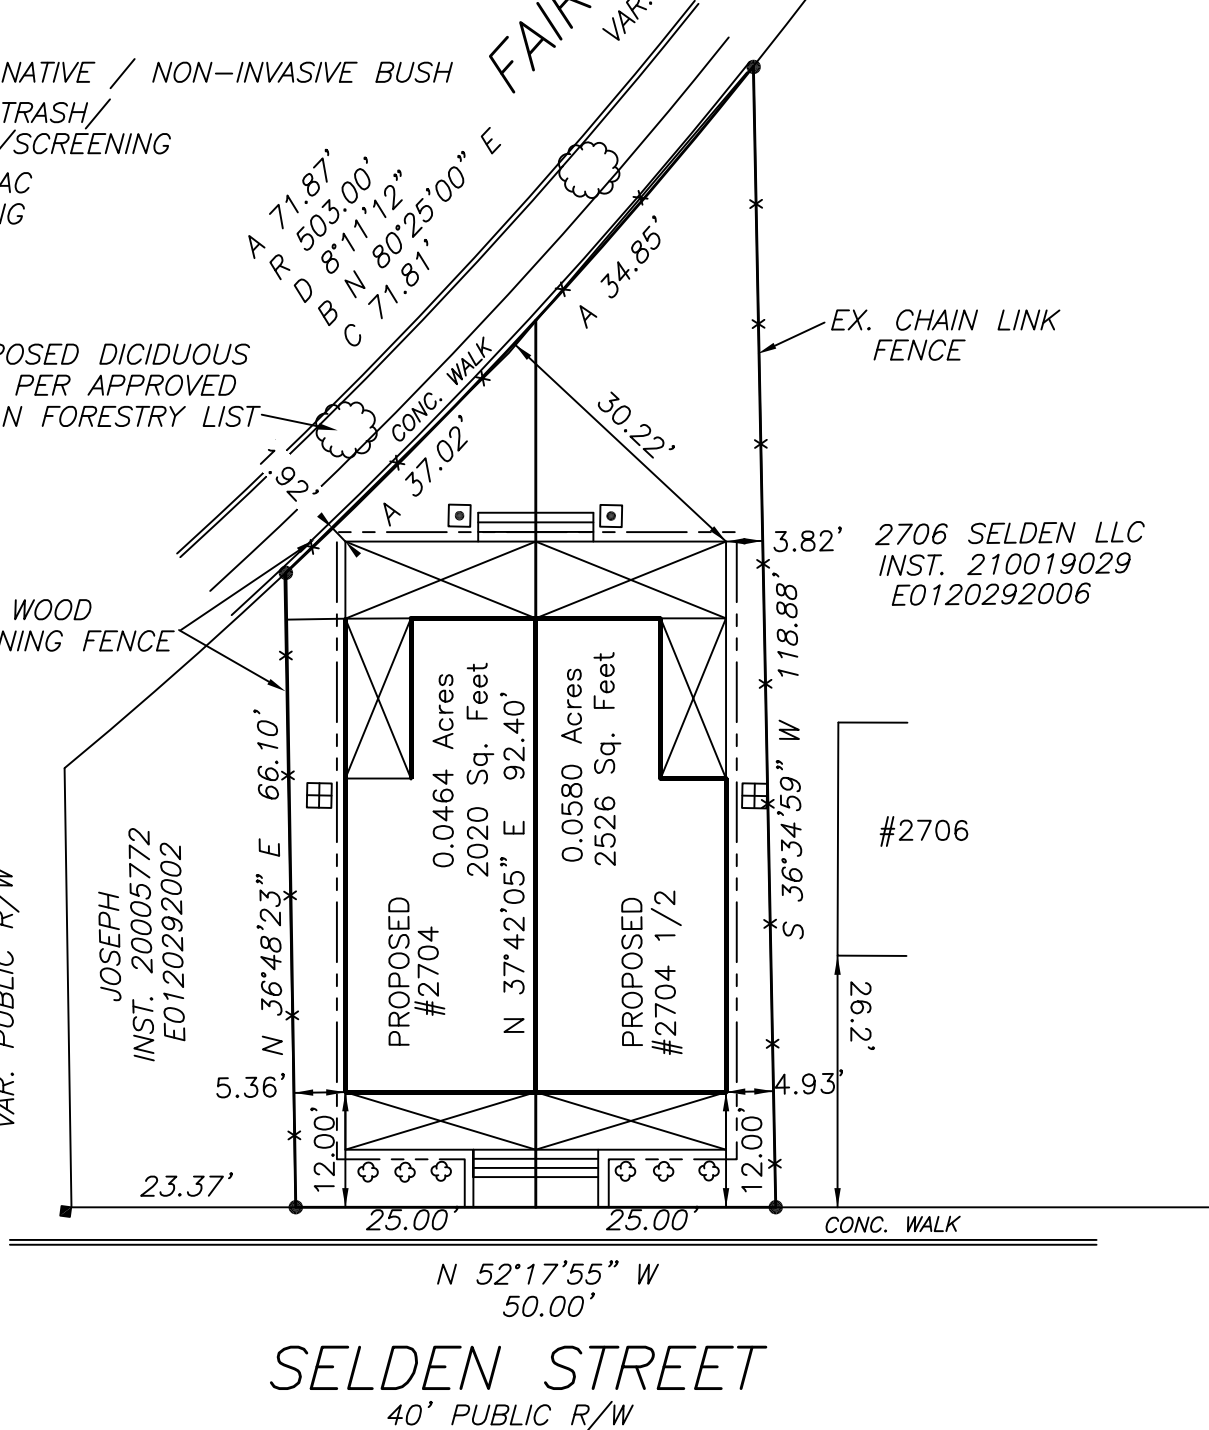 FAIR
VAR.
NATIVE / NON-INVASIVE BUSH
TRASH/
/SCREENING
AC
NG
A 71.87'
R 503.00'
D 8°11'12"
B N 80°25'00" E
C 71.81'
A 34.85'
EX. CHAIN LINK
FENCE
POSED DICIDUOUS
PER APPROVED
N FORESTRY LIST
CONC. WALK
A 37.02'
30.22'
.92'
3.82'
2706 SELDEN LLC
INST. 210019029
E0120292006
WOOD
NING FENCE
118.88'
S 36°34'59" W
66.10'
N 36°48'23" E
0.0464 Acres
2020 Sq. Feet
N 37°42'05" E 92.40'
0.0580 Acres
2526 Sq. Feet
#2706
VAR. PUBLIC R/W
JOSEPH
INST. 20005772
E0120292002
PROPOSED
#2704
PROPOSED
#2704 1/2
26.2'
5.36'
4.93'
12.00'
12.00'
23.37'
25.00'
25.00'
CONC. WALK
N 52°17'55" W
50.00'
SELDEN STREET
40' PUBLIC R/W